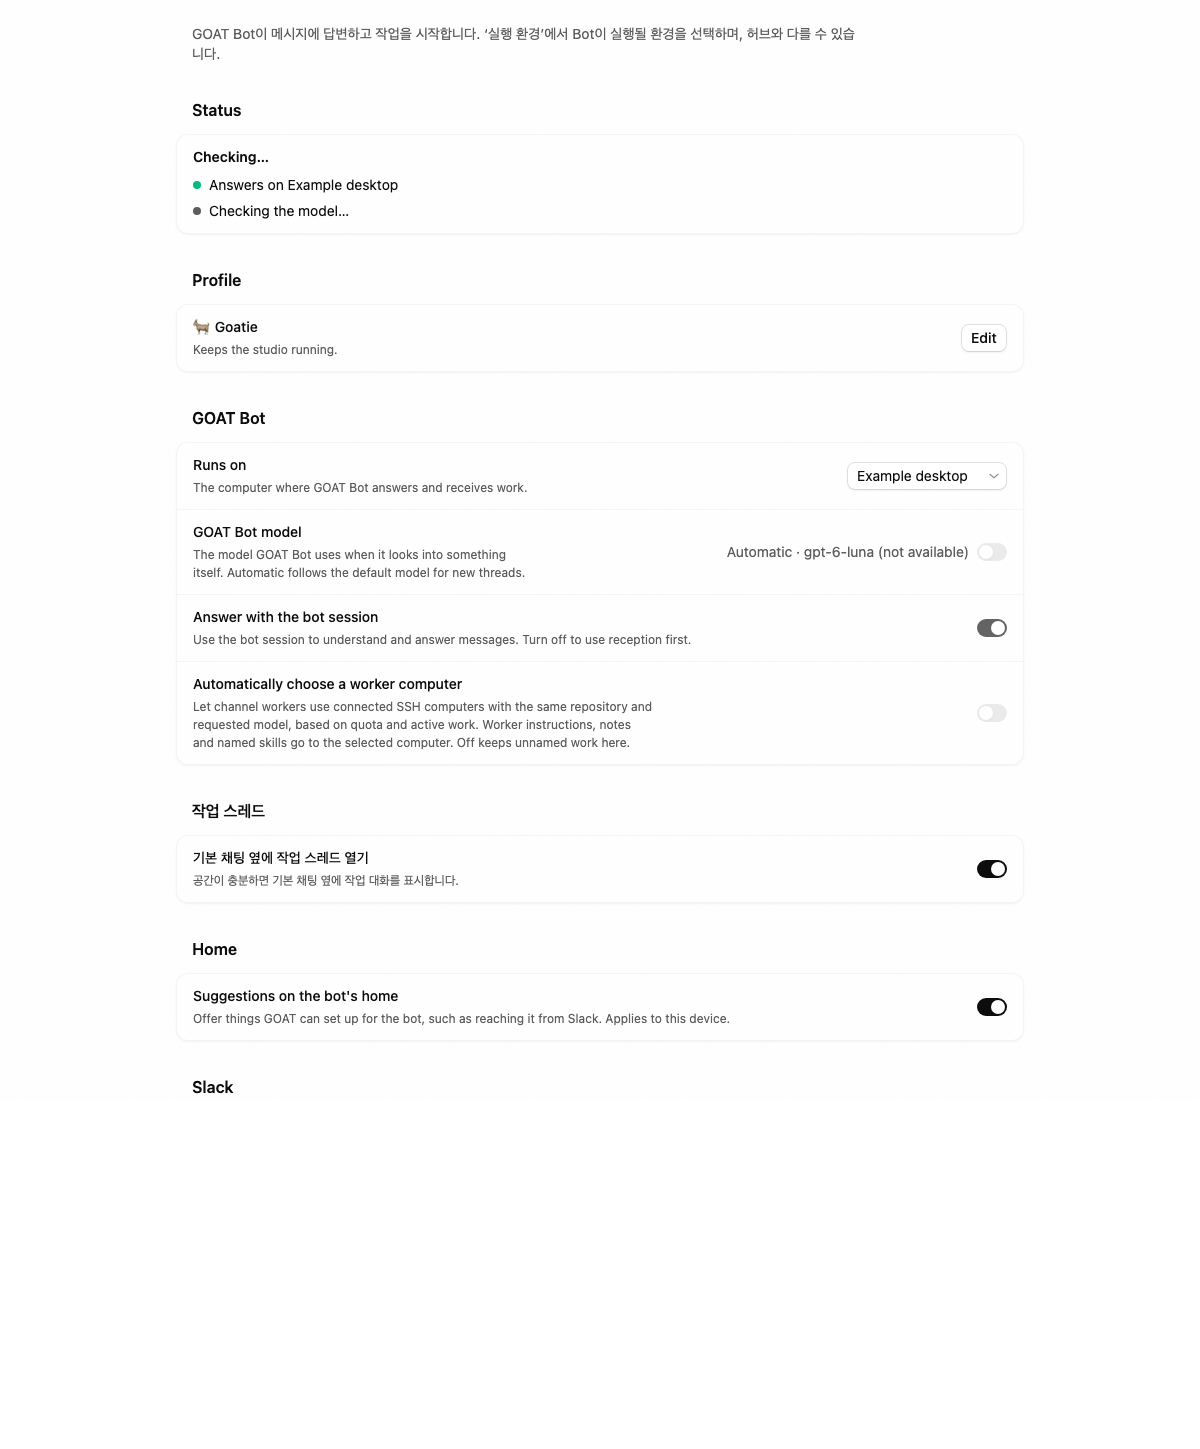 GOAT Bot이 메시지에 답변하고 작업을 시작합니다. ‘실행 환경’에서 Bot이 실행될 환경을 선택하며, 허브와 다를 수 있습
니다.
Status
Checking...
Answers on Example desktop
Checking the model...
Profile
🐐 Goatie
Keeps the studio running.
Edit
GOAT Bot
Runs on
The computer where GOAT Bot answers and receives work.
Example desktop
GOAT Bot model
The model GOAT Bot uses when it looks into something
itself. Automatic follows the default model for new threads.
Automatic · gpt-6-luna (not available)
Answer with the bot session
Use the bot session to understand and answer messages. Turn off to use reception first.
Automatically choose a worker computer
Let channel workers use connected SSH computers with the same repository and
requested model, based on quota and active work. Worker instructions, notes
and named skills go to the selected computer. Off keeps unnamed work here.
작업 스레드
기본 채팅 옆에 작업 스레드 열기
공간이 충분하면 기본 채팅 옆에 작업 대화를 표시합니다.
Home
Suggestions on the bot's home
Offer things GOAT can set up for the bot, such as reaching it from Slack. Applies to this device.
Slack